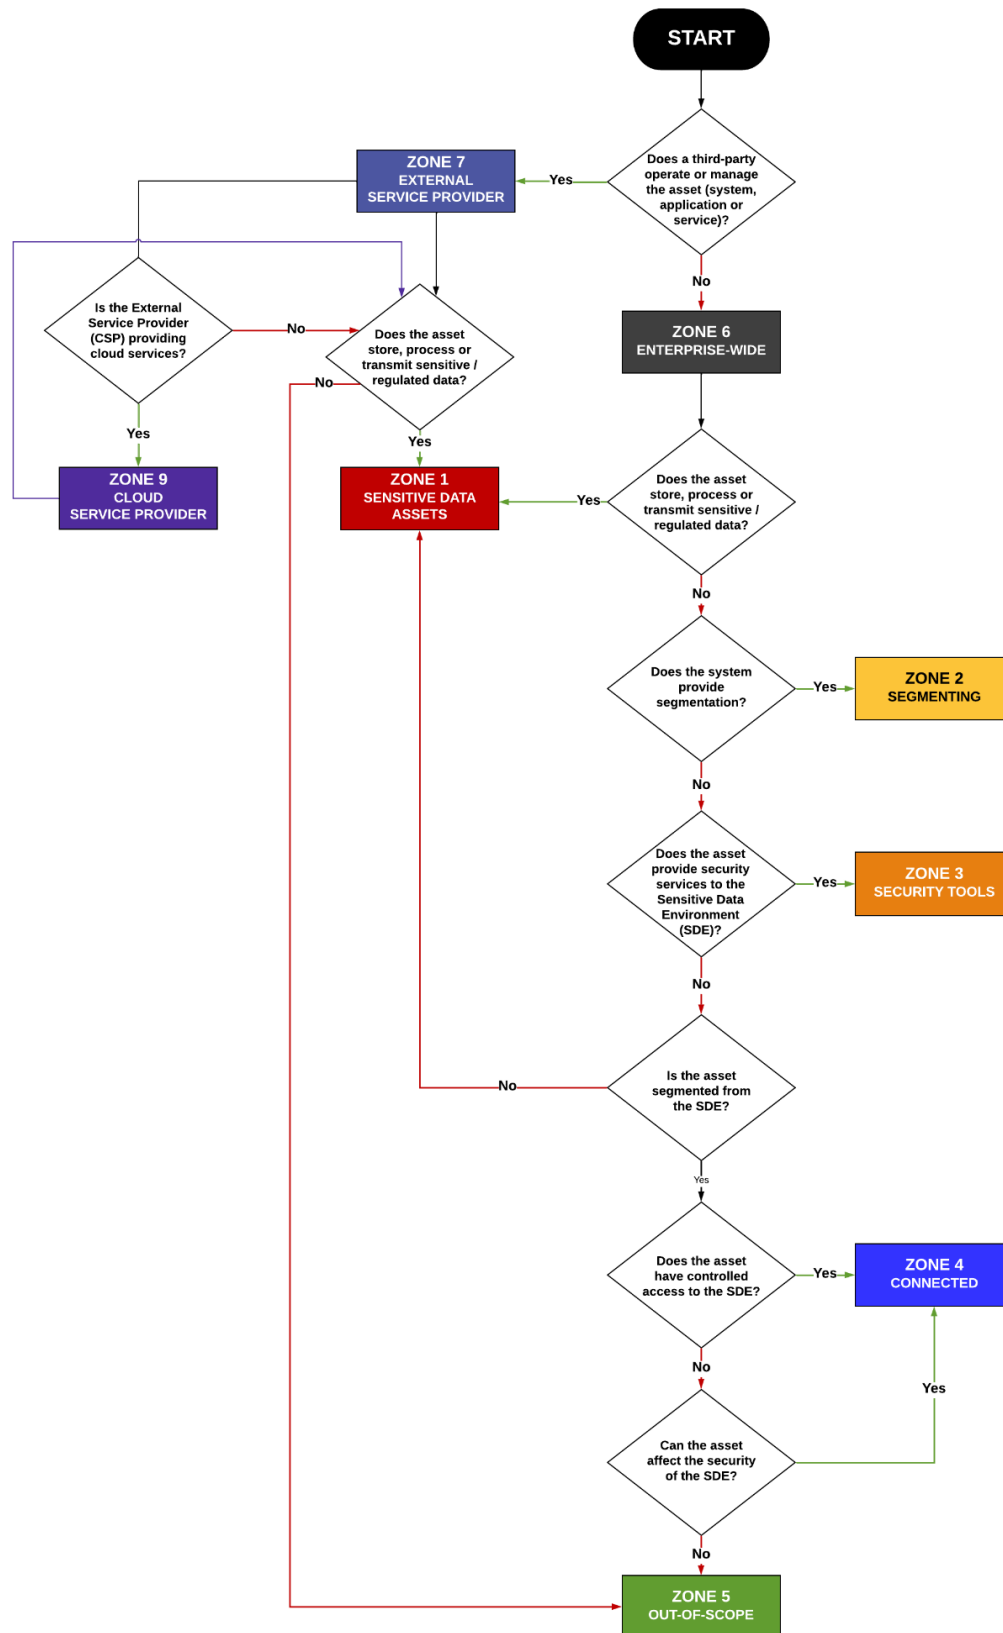 START
Does a third-party
operate or manage
the asset (system,
application or
service)?
Yes
ZONE 7
EXTERNAL
SERVICE PROVIDER
No
Is the External
Service Provider
(CSP) providing
cloud services?
No
Does the asset
store, process or
transmit sensitive /
regulated data?
ZONE 6
ENTERPRISE-WIDE
No
Yes
Yes
ZONE 9
CLOUD
SERVICE PROVIDER
ZONE 1
SENSITIVE DATA
ASSETS
Yes
Does the asset
store, process or
transmit sensitive /
regulated data?
No
Does the system
provide
segmentation?
Yes
ZONE 2
SEGMENTING
No
Does the asset
provide security
services to the
Sensitive Data
Environment
(SDE)?
Yes
ZONE 3
SECURITY TOOLS
No
Is the asset
segmented from
the SDE?
No
Yes
Does the asset
have controlled
access to the SDE?
Yes
ZONE 4
CONNECTED
No
Yes
Can the asset
affect the security
of the SDE?
No
ZONE 5
OUT-OF-SCOPE